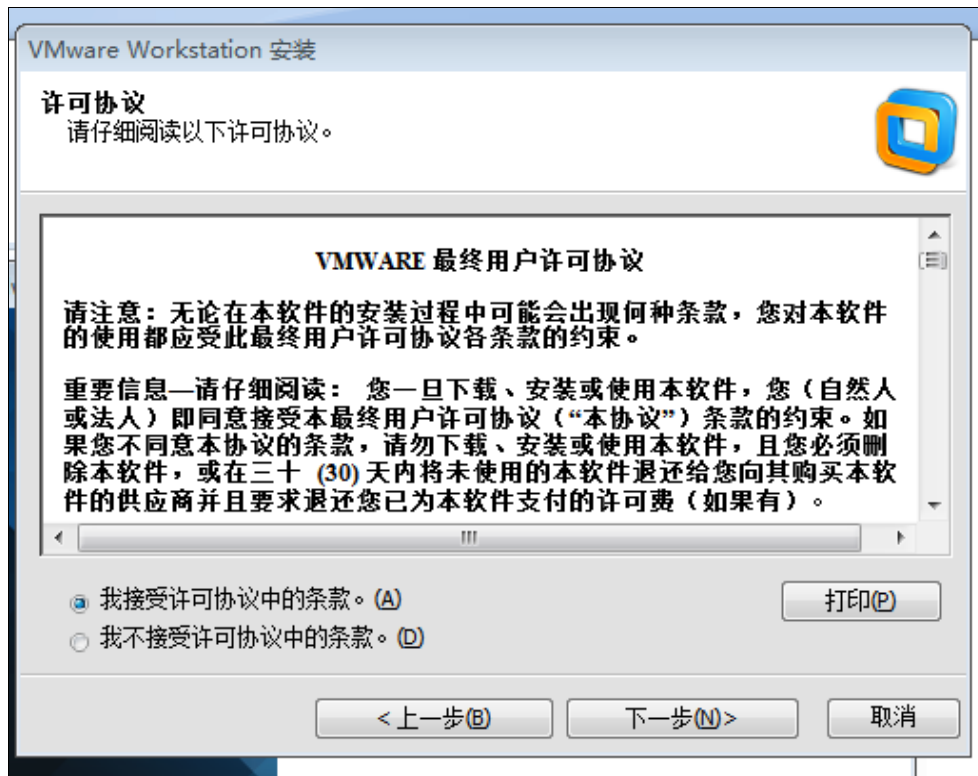 VMware Workstation 安装
许可协议
请仔细阅读以下许可协议。
VMWARE 最终用户许可协议
请注意：无论在本软件的安装过程中可能会出现何种条款，您对本软件
的使用都应受此最终用户许可协议各条款的约束。
重要信息—请仔细阅读： 您一旦下载、安装或使用本软件，您（自然人
或法人）即同意接受本最终用户许可协议（“本协议”）条款的约束。如
果您不同意本协议的条款，请勿下载、安装或使用本软件，且您必须删
除本软件，或在三十 (30) 天内将未使用的本软件退还给您向其购买本软
件的供应商并且要求退还您已为本软件支付的许可费（如果有）。
我接受许可协议中的条款。(A)
打印(P)
我不接受许可协议中的条款。(D)
<上一步(B)
下一步(N)>
取消